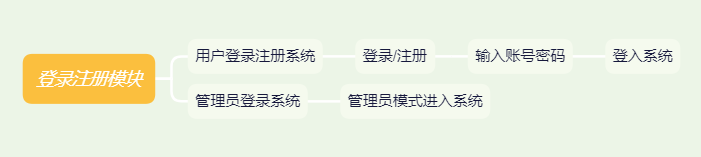 登录注册模块
用户登录注册系统
登录/注册
输入账号密码
登入系统
管理员登录系统
管理员模式进入系统